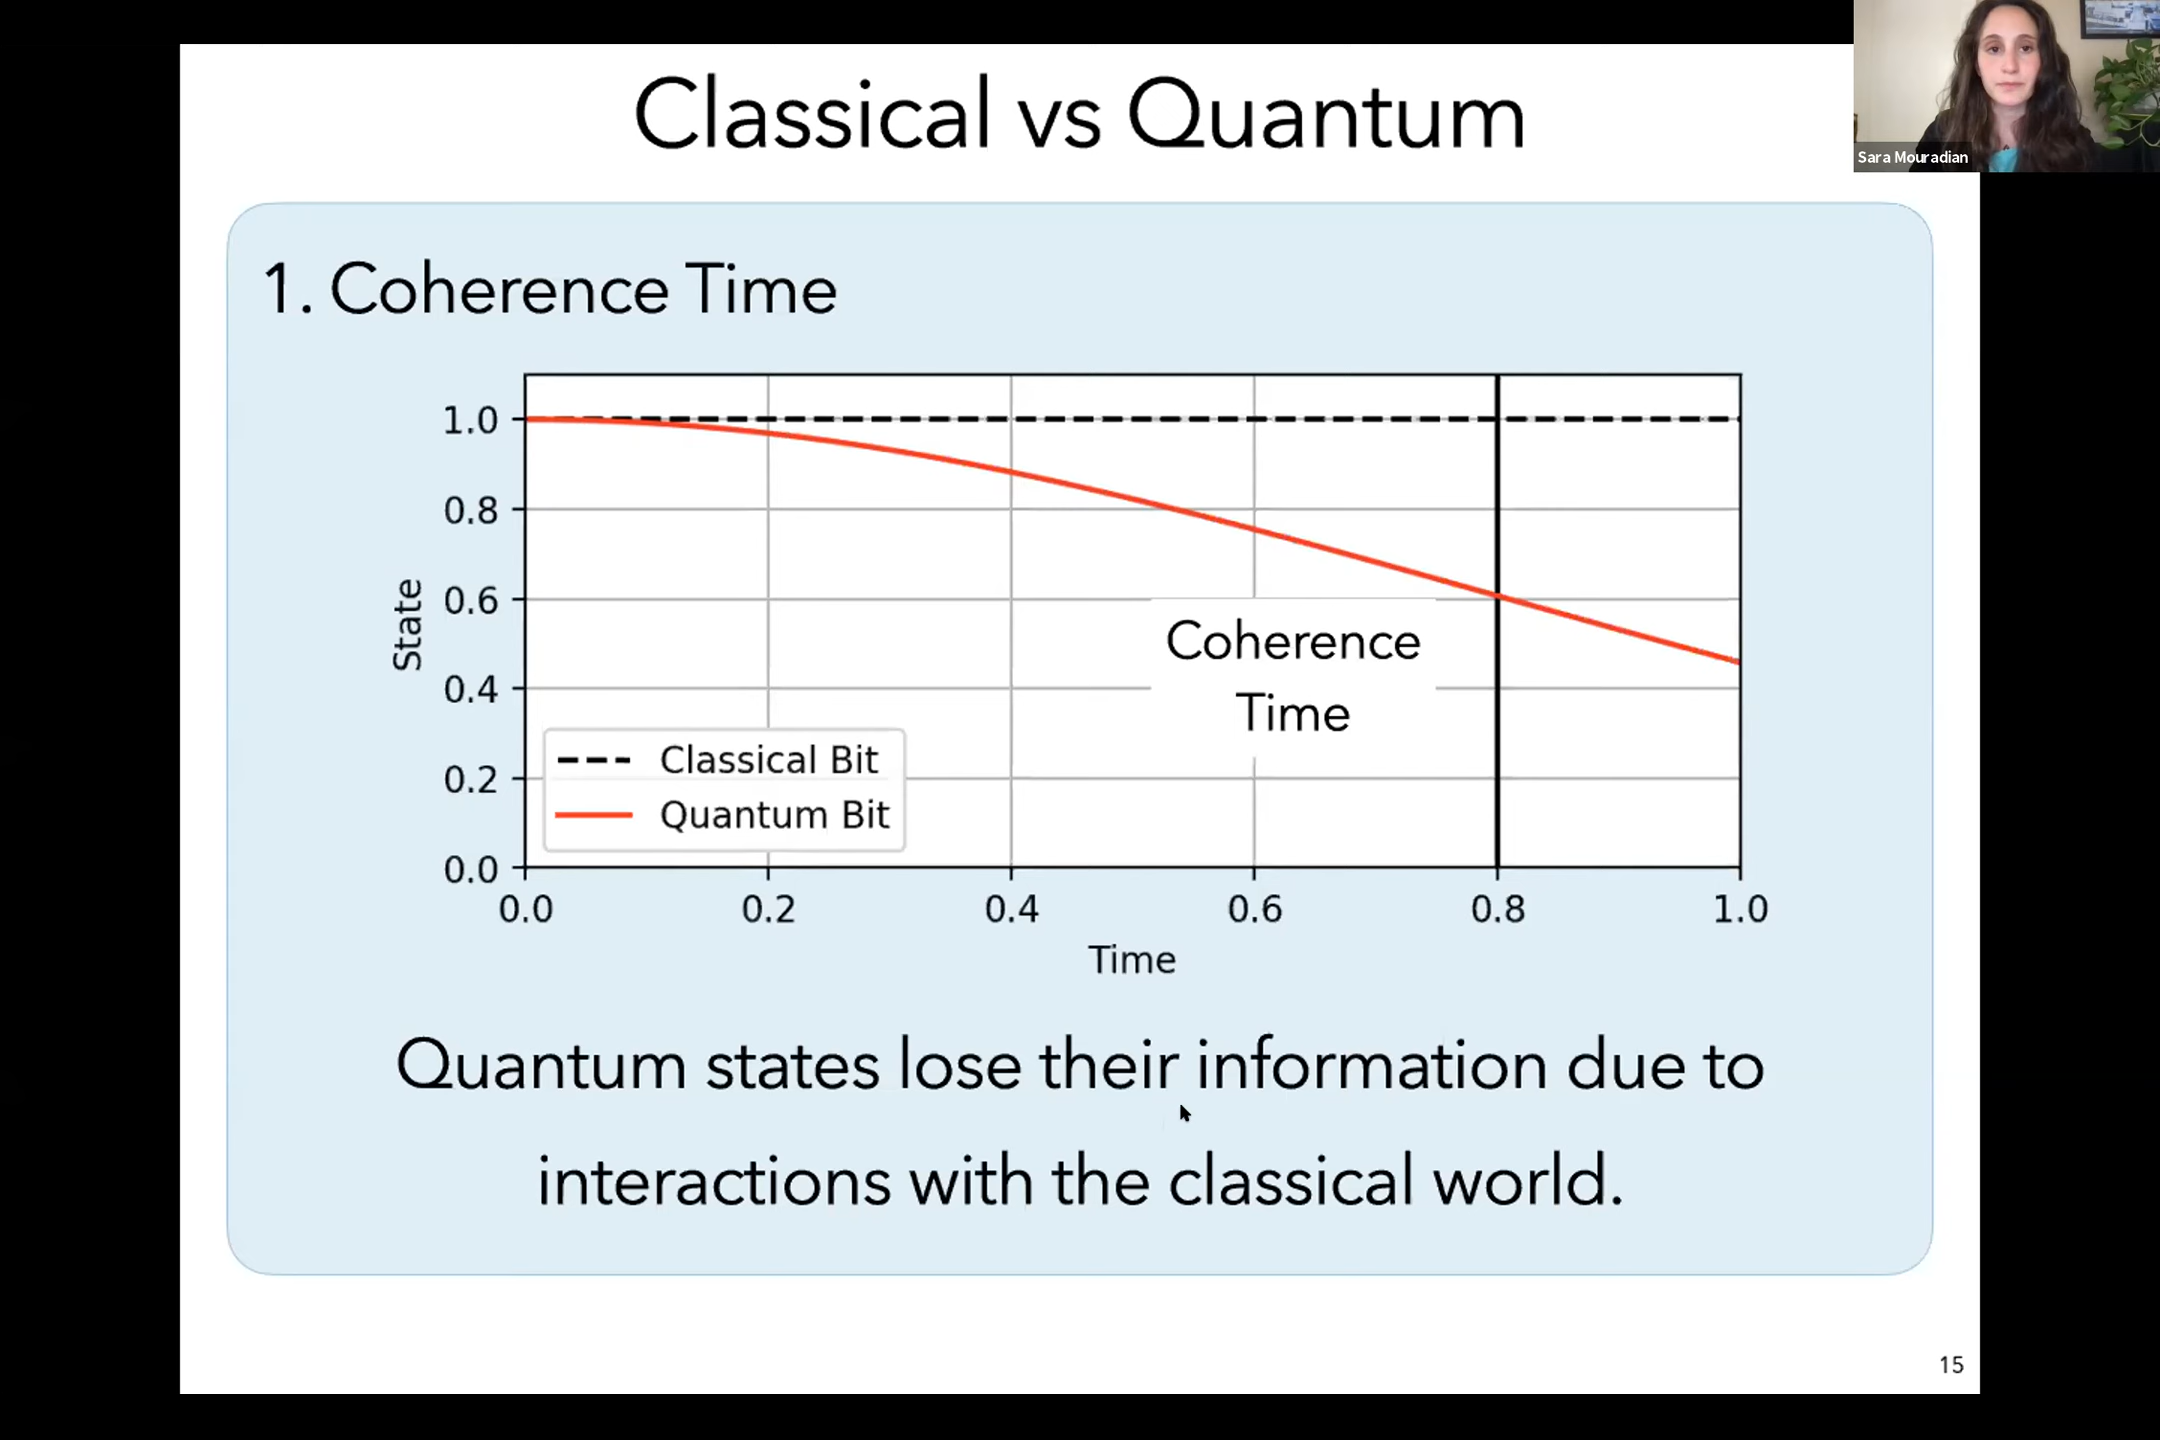 Classical vs Quantum
Sara Mouradian
1. Coherence Time
1.0
0.8
0.6
0.4
0.2
0.0
State
Coherence
Time
Classical Bit
Quantum Bit
0.0 0.2 0.4 0.6 0.8 1.0
Time
Quantum states lose their information due to
interactions with the classical world.
15